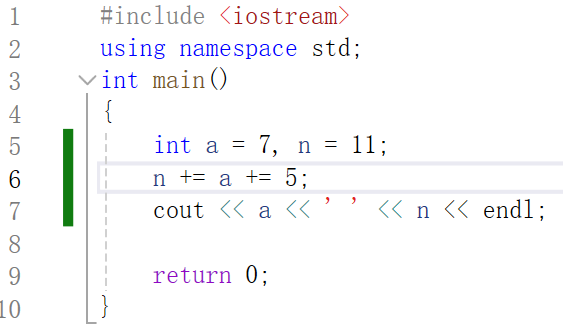 1 #include <iostream>
2 using namespace std;
3 int main()
4 {
5 int a = 7, n = 11;
6 n += a += 5;
7 cout << a << ' ' << n << endl;
8
9 return 0;
10 }